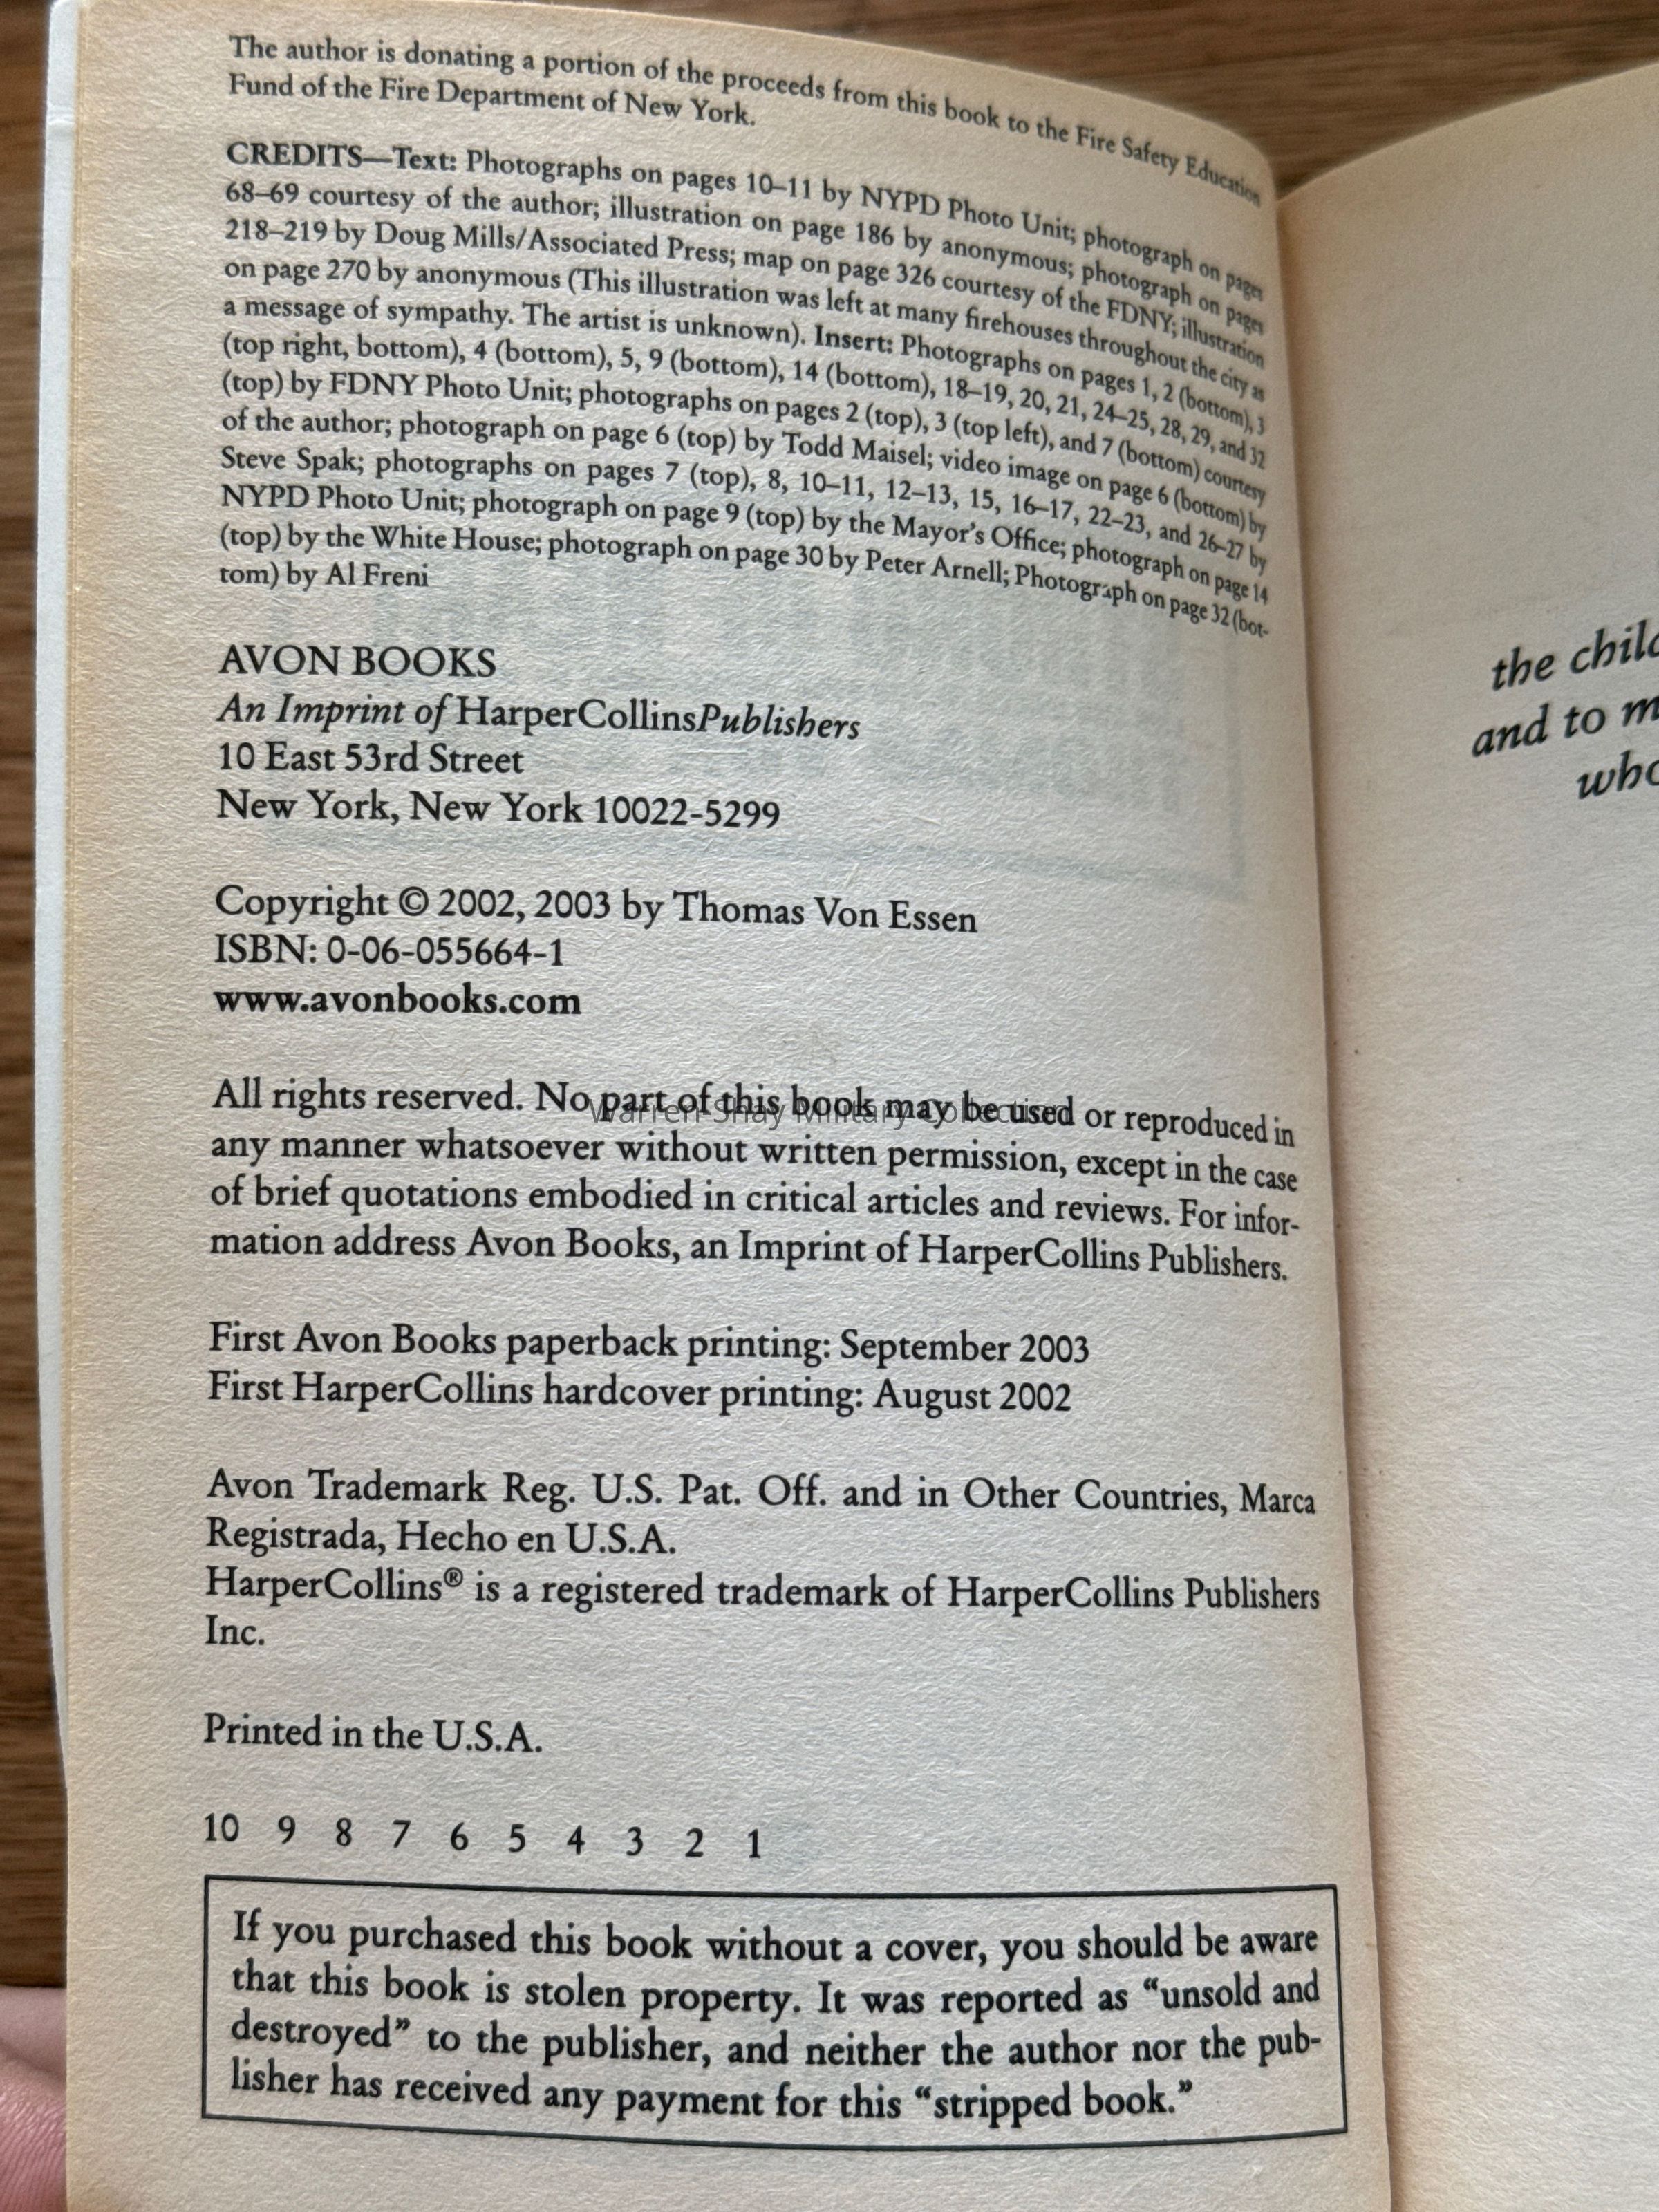 The author is donating a portion of the proceeds from this book to the Fire Safety Education
Fund of the Fire Department of New York.
CREDITS—Text: Photographs on pages 10–11 by NYPD Photo Unit; photograph on pages
68–69 courtesy of the author; illustration on page 186 by anonymous; photograph on pages
218–219 by Doug Mills/Associated Press; map on page 326 courtesy of the FDNY; illustration
on page 270 by anonymous (This illustration was left at many firehouses throughout the city as
a message of sympathy. The artist is unknown). Insert: Photographs on pages 1, 2 (bottom), 3
(top right, bottom), 4 (bottom), 5, 9 (bottom), 14 (bottom), 18–19, 20, 21, 24–25, 28, 29, and 32
(top) by FDNY Photo Unit; photographs on pages 2 (top), 3 (top left), and 7 (bottom) courtesy
of the author; photograph on page 6 (top) by Todd Maisel; video image on page 6 (bottom) by
Steve Spak; photographs on pages 7 (top), 8, 10–11, 12–13, 15, 16–17, 22–23, and 26–27 by
NYPD Photo Unit; photograph on page 9 (top) by the Mayor's Office; photograph on page 14
(top) by the White House; photograph on page 30 by Peter Arnell; Photograph on page 32 (bot-
tom) by Al Freni
AVON BOOKS
An Imprint of HarperCollinsPublishers
10 East 53rd Street
New York, New York 10022-5299
Copyright © 2002, 2003 by Thomas Von Essen
ISBN: 0-06-055664-1
www.avonbooks.com
All rights reserved. No part of this book may be used or reproduced in
any manner whatsoever without written permission, except in the case
of brief quotations embodied in critical articles and reviews. For infor-
mation address Avon Books, an Imprint of HarperCollins Publishers.
Warren Shay Military Collection
First Avon Books paperback printing: September 2003
First HarperCollins hardcover printing: August 2002
Avon Trademark Reg. U.S. Pat. Off. and in Other Countries, Marca
Registrada, Hecho en U.S.A.
HarperCollins® is a registered trademark of HarperCollins Publishers
Inc.
Printed in the U.S.A.
10 9 8 7 6 5 4 3 2 1
If you purchased this book without a cover, you should be aware
that this book is stolen property. It was reported as “unsold and
destroyed” to the publisher, and neither the author nor the pub-
lisher has received any payment for this “stripped book.”
the
and to